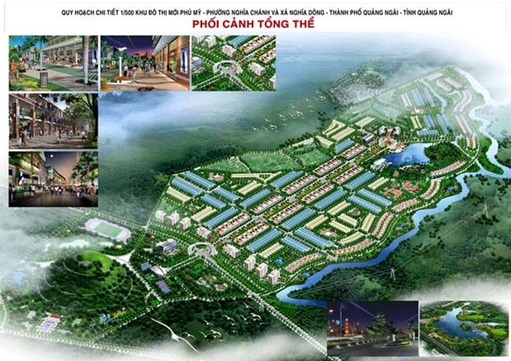 QUY HOẠCH CHI TIẾT 1/500 KHU ĐÔ THỊ MỚI PHÚ MỸ - PHƯỜNG NGHĨA CHÁNH VÀ XÃ NGHĨA DÕNG - THÀNH PHỐ QUẢNG NGÃI - TỈNH QUẢNG NGÃI
PHỐI CẢNH TỔNG THỂ